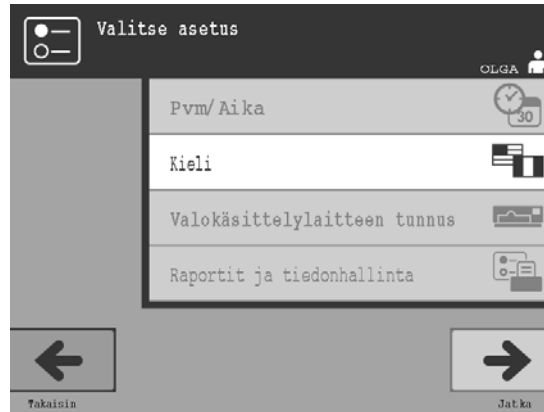 Valitse asetus
OLGA
Pvm/Aika
30
Kieli
Valokäsittelylaitteen tunnus
Raportit ja tiedonhallinta
Takaisin
Jatka